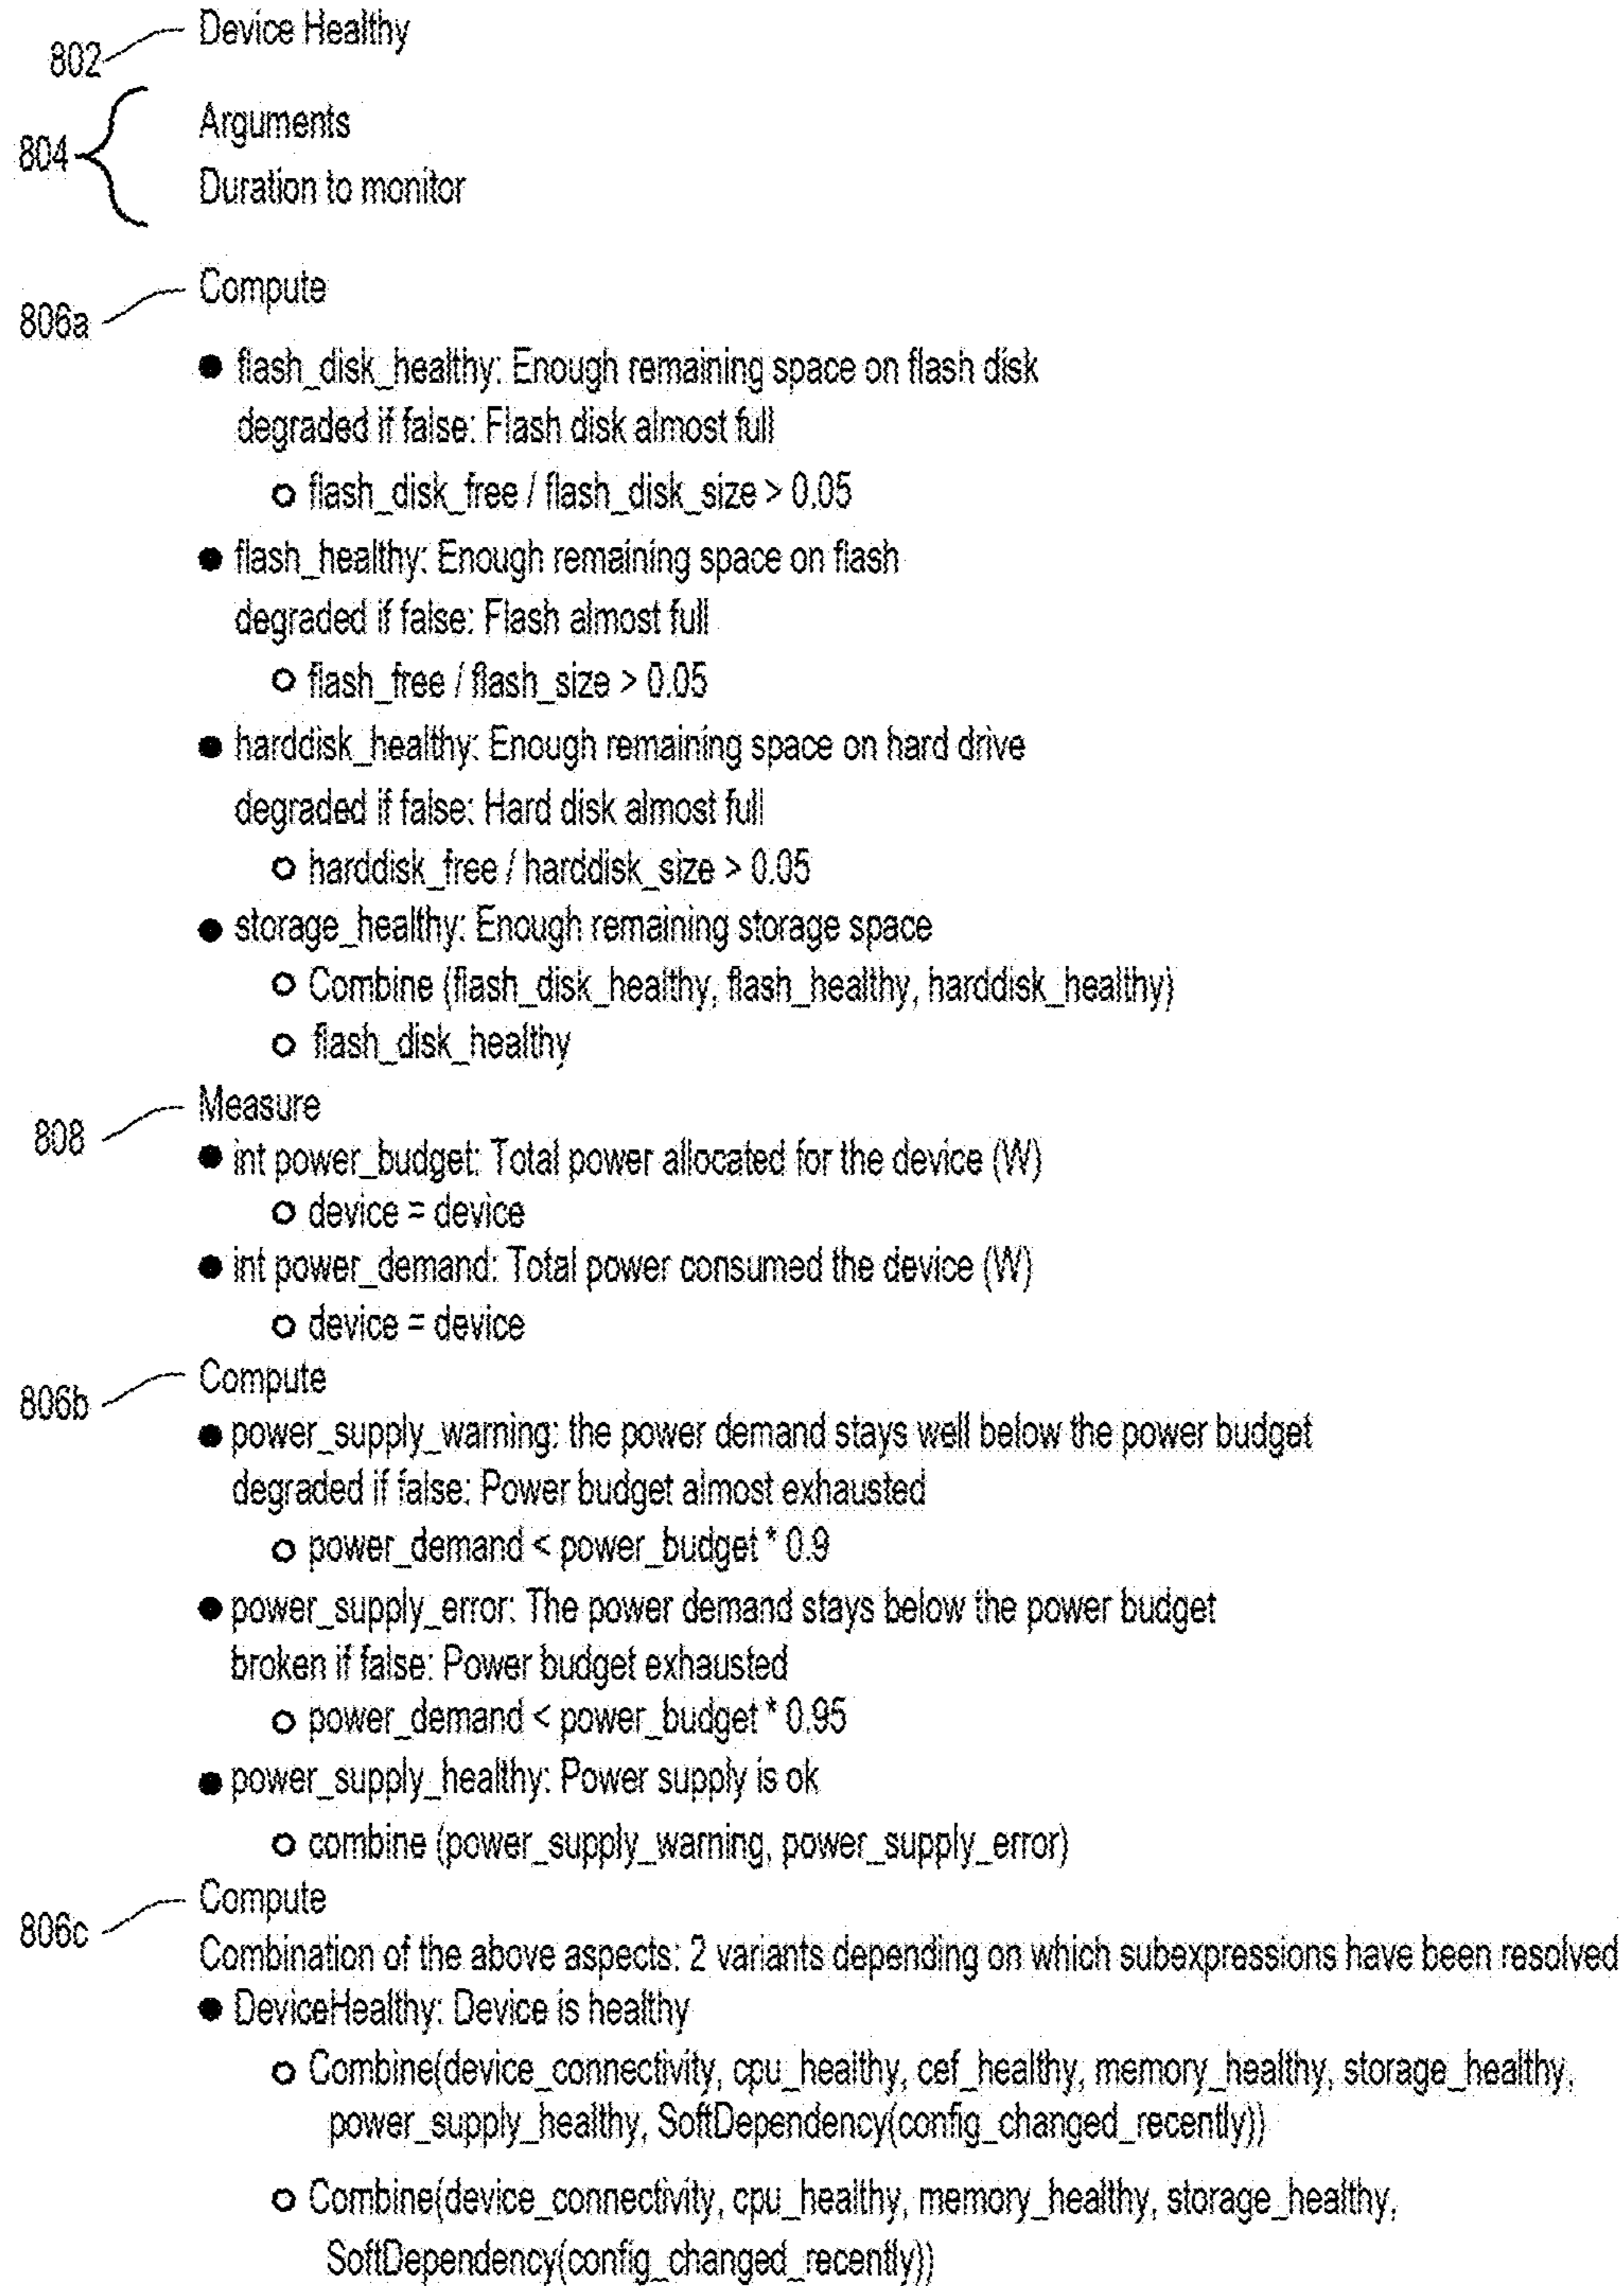 802 Device Healthy
804 Arguments
Duration to monitor
806a Compute
● flash_disk_healthy: Enough remaining space on flash disk
degraded if false: Flash disk almost full
o flash_disk_free / flash_disk_size > 0.05
● flash_healthy: Enough remaining space on flash
degraded if false: Flash almost full
o flash_free / flash_size > 0.05
● harddisk_healthy: Enough remaining space on hard drive
degraded if false: Hard disk almost full
o harddisk_free / harddisk_size > 0.05
● storage_healthy: Enough remaining storage space
o Combine (flash_disk_healthy, flash_healthy, harddisk_healthy)
o flash_disk_healthy
808 Measure
● int power_budget: Total power allocated for the device (W)
o device = device
● int power_demand: Total power consumed the device (W)
o device = device
806b Compute
● power_supply_warning: the power demand stays well below the power budget
degraded if false: Power budget almost exhausted
o power_demand < power_budget * 0.9
● power_supply_error: The power demand stays below the power budget
broken if false: Power budget exhausted
o power_demand < power_budget * 0.95
● power_supply_healthy: Power supply is ok
o combine (power_supply_warning, power_supply_error)
806c Compute
Combination of the above aspects: 2 variants depending on which subexpressions have been resolved
● DeviceHealthy: Device is healthy
o Combine(device_connectivity, cpu_healthy, cef_healthy, memory_healthy, storage_healthy,
power_supply_healthy, SoftDependency(config_changed_recently))
o Combine(device_connectivity, cpu_healthy, memory_healthy, storage_healthy,
SoftDependency(config_changed_recently))